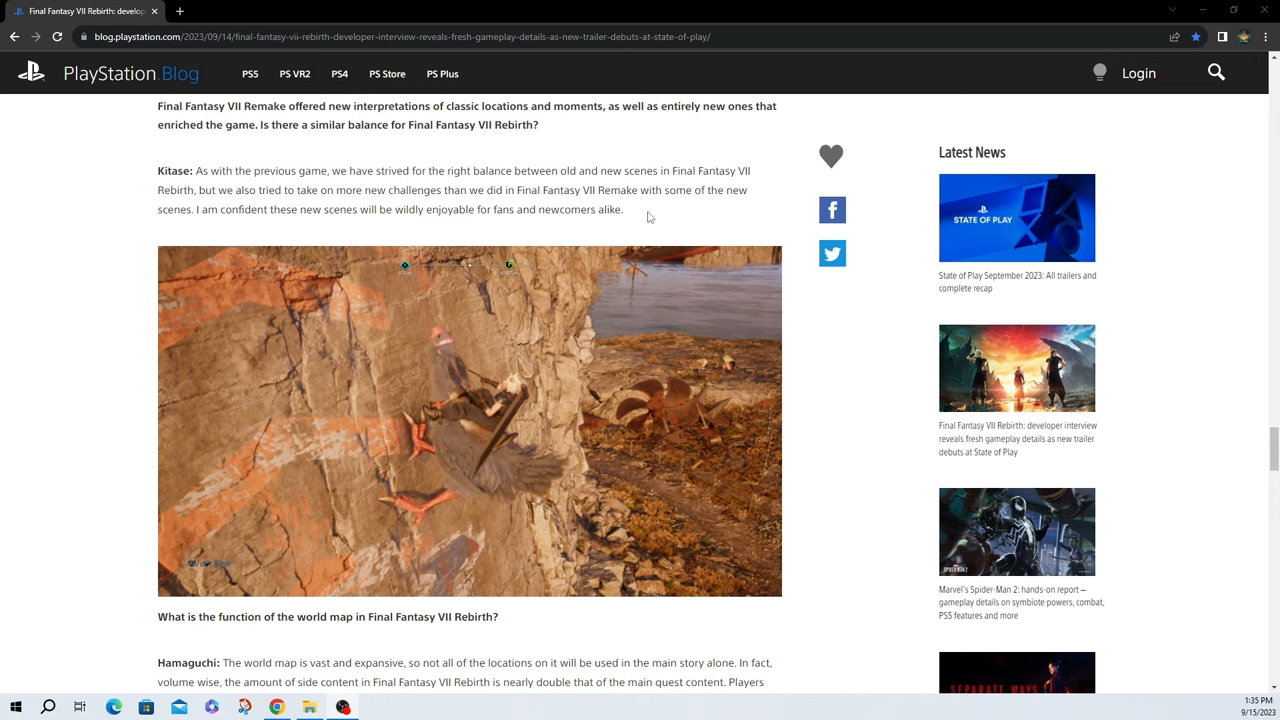 Final Fantasy VII Rebirth: develop
blog.playstation.com/2023/09/14/final-fantasy-vii-rebirth-developer-interview-reveals-fresh-gameplay-details-as-new-trailer-debuts-at-state-of-play/
PlayStation.Blog
PS5
PS VR2
PS4
PS Store
PS Plus
Login
Final Fantasy VII Remake offered new interpretations of classic locations and moments, as well as entirely new ones that
enriched the game. Is there a similar balance for Final Fantasy VII Rebirth?
Kitase: As with the previous game, we have strived for the right balance between old and new scenes in Final Fantasy VII
Rebirth, but we also tried to take on more new challenges than we did in Final Fantasy VII Remake with some of the new
scenes. I am confident these new scenes will be wildly enjoyable for fans and newcomers alike.
What is the function of the world map in Final Fantasy VII Rebirth?
Hamaguchi: The world map is vast and expansive, so not all of the locations on it will be used in the main story alone. In fact,
volume wise, the amount of side content in Final Fantasy VII Rebirth is nearly double that of the main quest content. Players
Latest News
STATE OF PLAY
State of Play September 2023: All trailers and
complete recap
Final Fantasy VII Rebirth: developer interview
reveals fresh gameplay details as new trailer
debuts at State of Play
SPIDER-MAN 2
Marvel's Spider-Man 2: hands-on report –
gameplay details on symbiote powers, combat,
PS5 features and more
SEPARATE WAYS
1:35 PM
9/15/2023